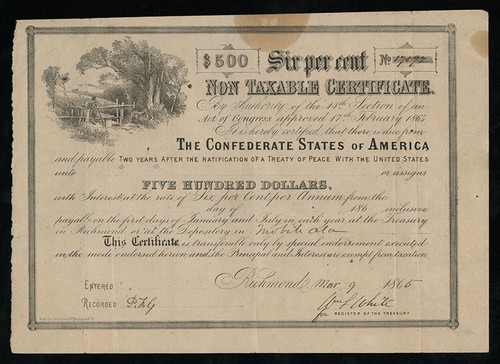 $500 Six per cent No 17092
NON TAXABLE CERTIFICATE.
By Authority of the 14th Section of an
Act of Congress approved 17th February 1864
It is hereby certified that there is due from
THE CONFEDERATE STATES OF AMERICA
and payable TWO YEARS AFTER THE RATIFICATION OF A TREATY OF PEACE WITH THE UNITED STATES
unto or assigns
FIVE HUNDRED DOLLARS,
with Interest at the rate of Six per Cent per Annum from the
day of 186 inclusive
payable on the first days of January and July in each year at the Treasury
in Richmond or at the Depository in Mobile Ala
This Certificate is transferable only by special endorsement executed
in the mode endorsed hereon and the Principal and Interest are exempt from taxation
Richmond Mar 9 1865
ENTERED
RECORDED
White
for REGISTER OF THE TREASURY